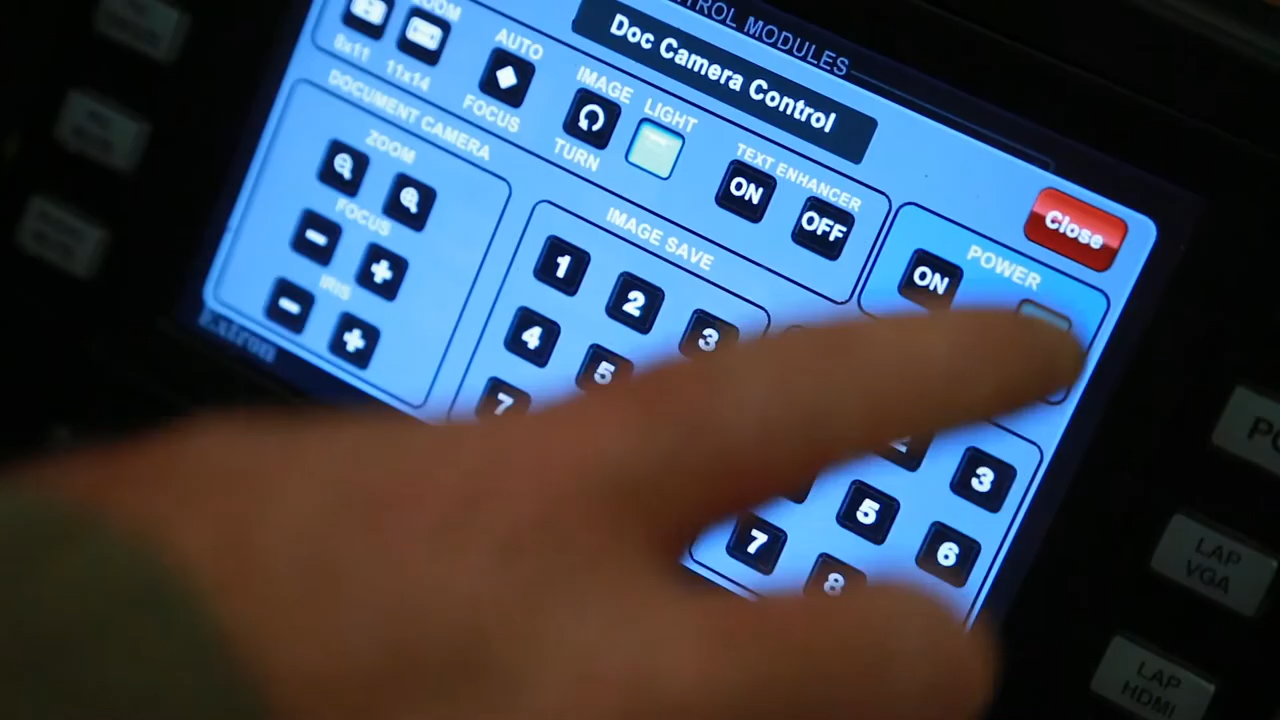 CONTROL MODULES
Doc Camera Control
Close
ZOOM
8x11
11x14
AUTO
FOCUS
IMAGE
TURN
LIGHT
TEXT ENHANCER
ON
OFF
DOCUMENT CAMERA
ZOOM
FOCUS
IRIS
IMAGE SAVE
1
2
3
4
5
7
POWER
ON
2
3
5
6
7
8
Extron
LAP
VGA
LAP
HDMI